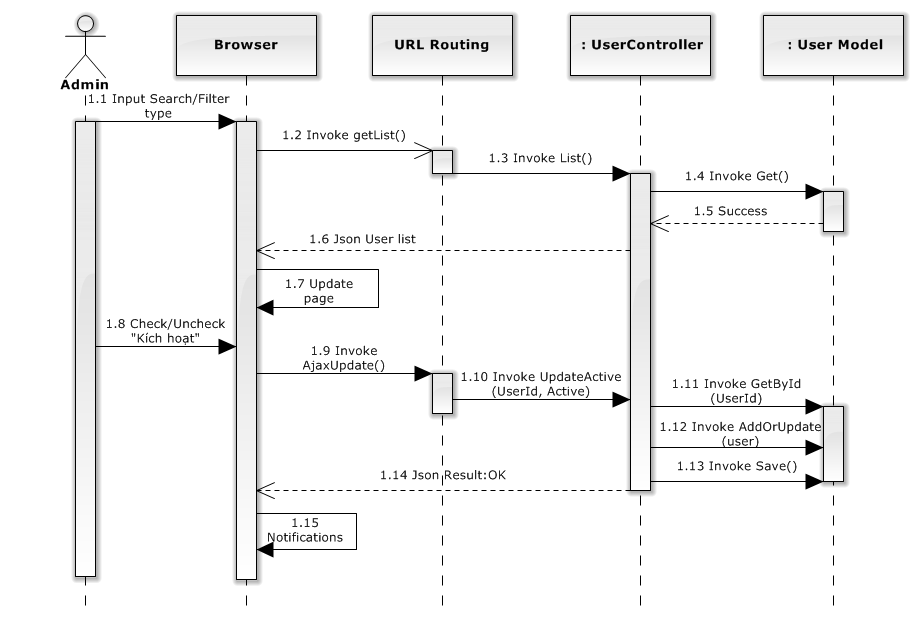 Browser
URL Routing
: UserController
: User Model
Admin
1.1 Input Search/Filter
type
1.2 Invoke getList()
1.3 Invoke List()
1.4 Invoke Get()
1.5 Success
1.6 Json User list
1.7 Update
page
1.8 Check/Uncheck
"Kích hoạt"
1.9 Invoke
AjaxUpdate()
1.10 Invoke UpdateActive
(UserId, Active)
1.11 Invoke GetById
(UserId)
1.12 Invoke AddOrUpdate
(user)
1.13 Invoke Save()
1.14 Json Result:OK
1.15
Notifications